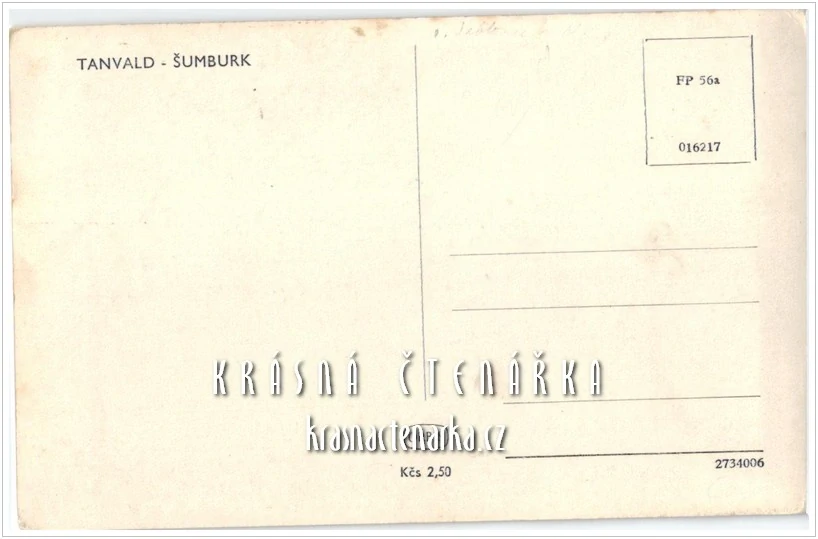 TANVALD - ŠUMBURK
FP 56a
016217
KRÁSNÁ ČTENÁŘKA
krasnactenarka.cz
Kčs 2,50
2734006